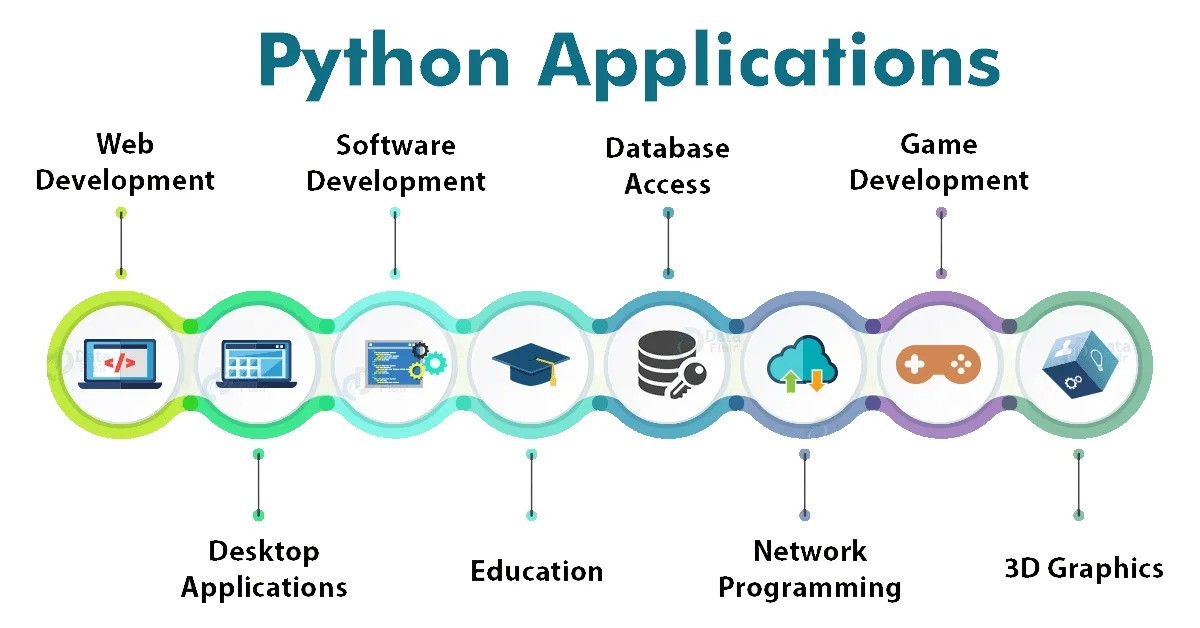 Python Applications
Web
Development
Software
Development
Database
Access
Game
Development
</>
Desktop
Applications
Education
Network
Programming
3D Graphics